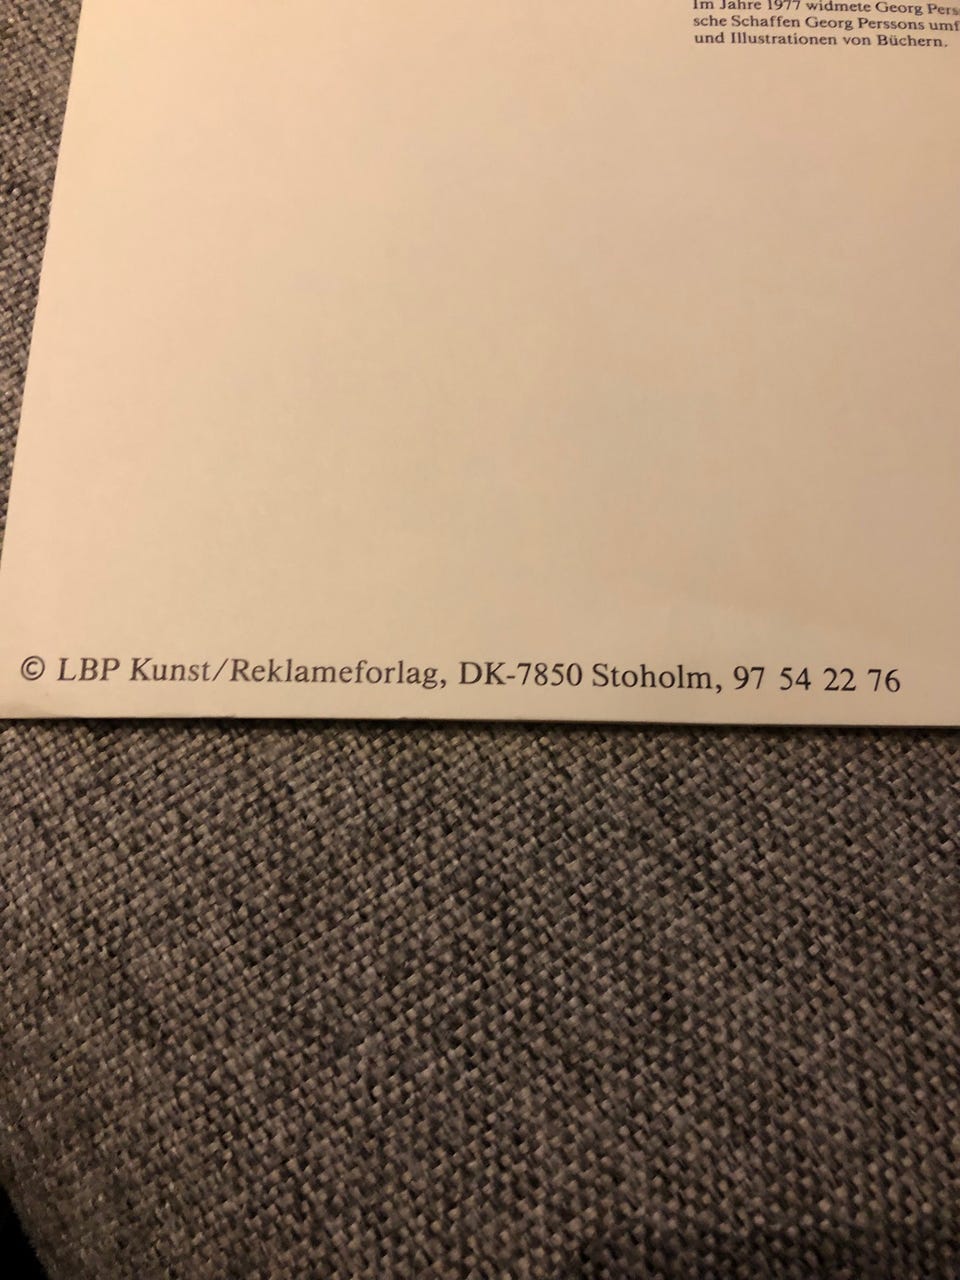 Im Jahre 1977 widmete Georg
sche Schaffen Georg Perssons
und Illustrationen von Büchern.
© LBP Kunst/Reklameforlag, DK-7850 Stoholm, 97 54 22 76